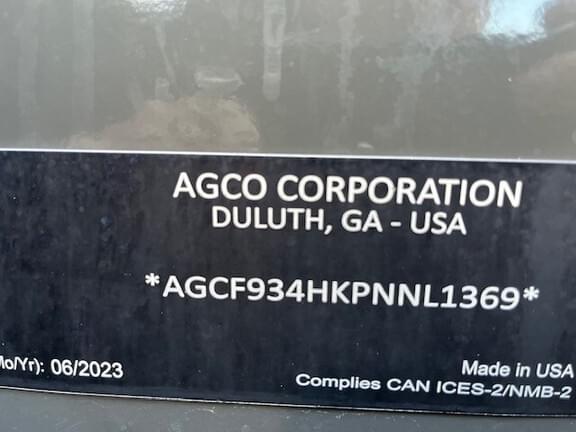 AGCO CORPORATION
DULUTH, GA - USA
*AGCF934HKPNNL1369*
Mo/Yr): 06/2023
Made in USA
Complies CAN ICES-2/NMB-2